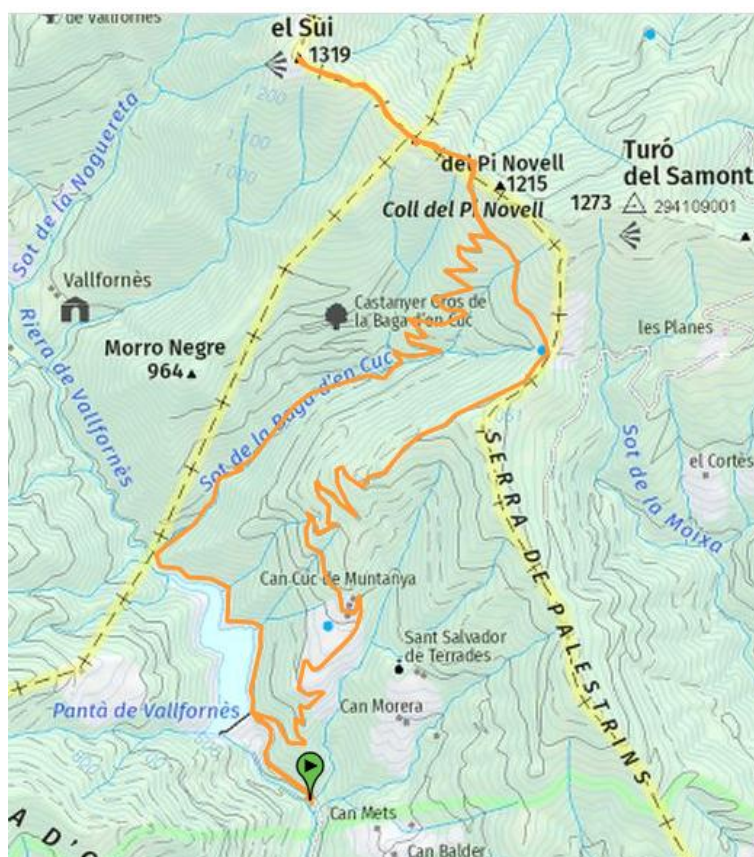 de Vallfornès
el Sui
1319
1 200
1 100
1 000
Sot de la Noguereta
del Pi Novell
1215
Coll del Pi Novell
Turó
del Samont
1273
294109001
Vallfornès
Riera de Vallfornès
Castanyer Gros de
la Baga d'en Cuc
Morro Negre
964
les Planes
Sot de la Baga d'en Cuc
SERRA DE PALESTRINS
el Cortès
Sot de la Moixa
Can Cuc de Muntanya
Sant Salvador
de Terrades
Can Morera
Pantà de Vallfornès
Can Mets
Can Balder